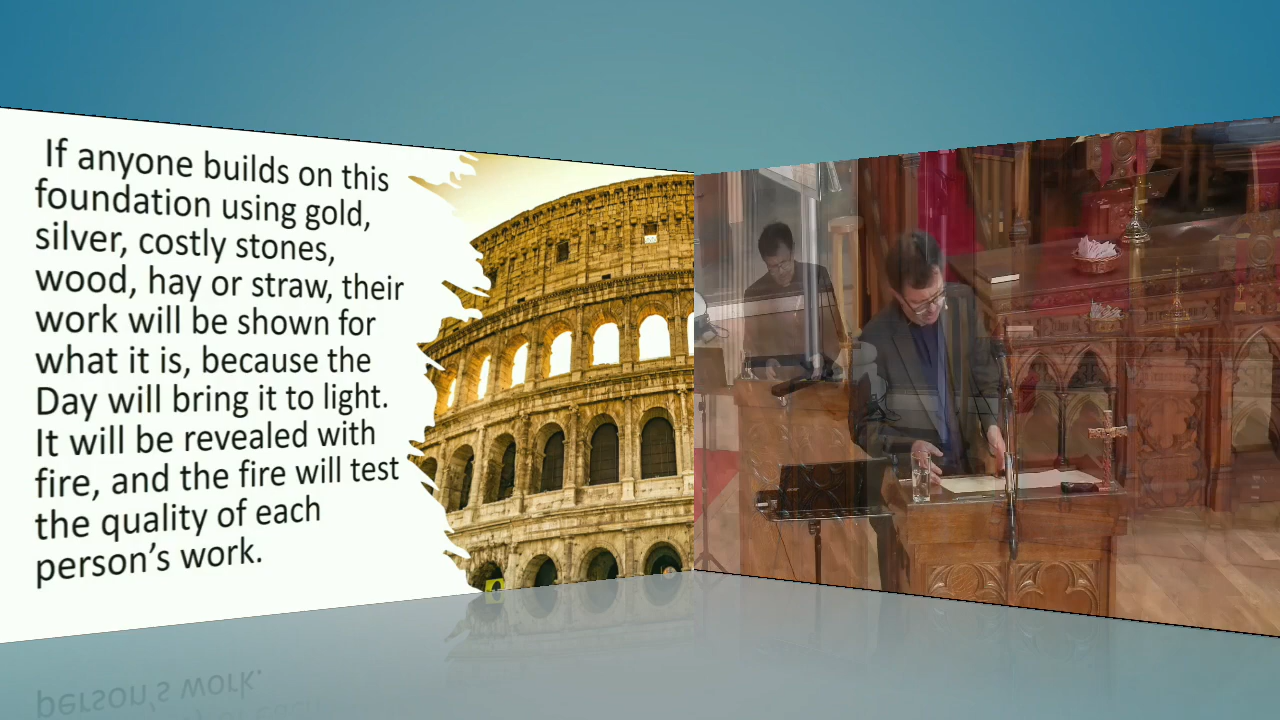 If anyone builds on this
foundation using gold,
silver, costly stones,
wood, hay or straw, their
work will be shown for
what it is, because the
Day will bring it to light.
It will be revealed with
fire, and the fire will test
the quality of each
person’s work.